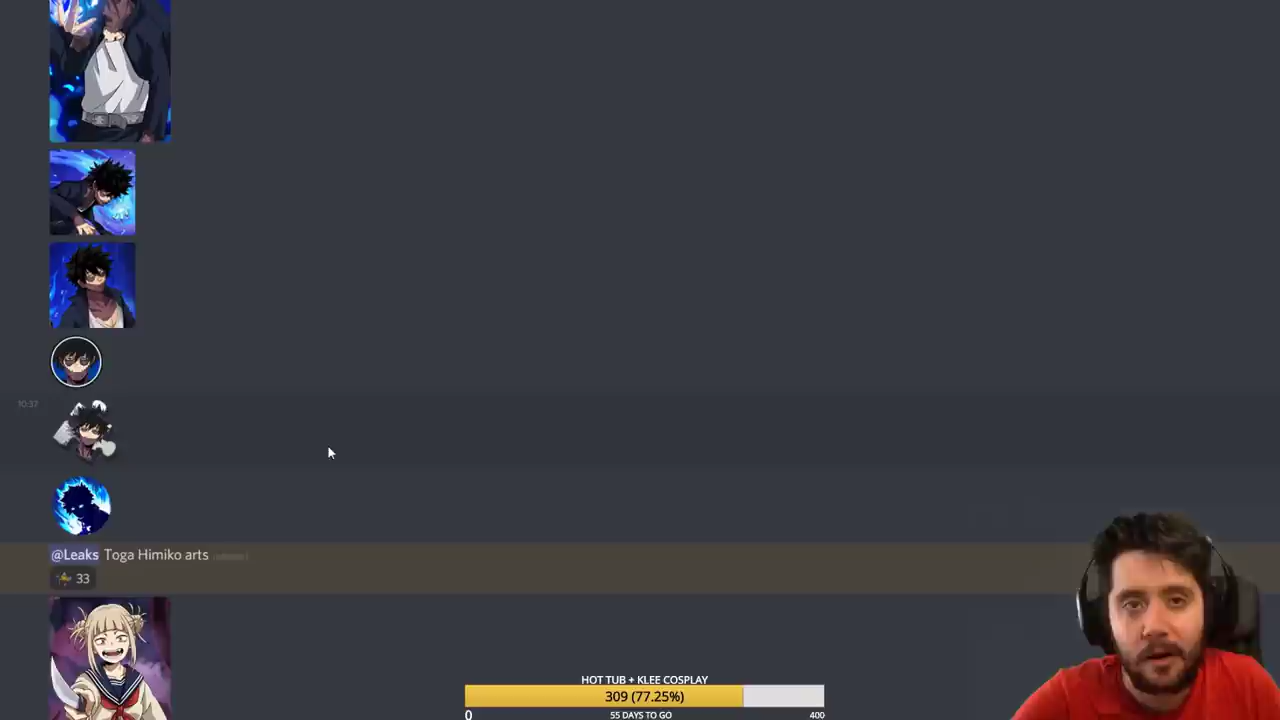 10:37
@Leaks Toga Himiko arts (edited)
33
HOT TUB + KLEE COSPLAY
309 (77.25%)
0 55 DAYS TO GO 400